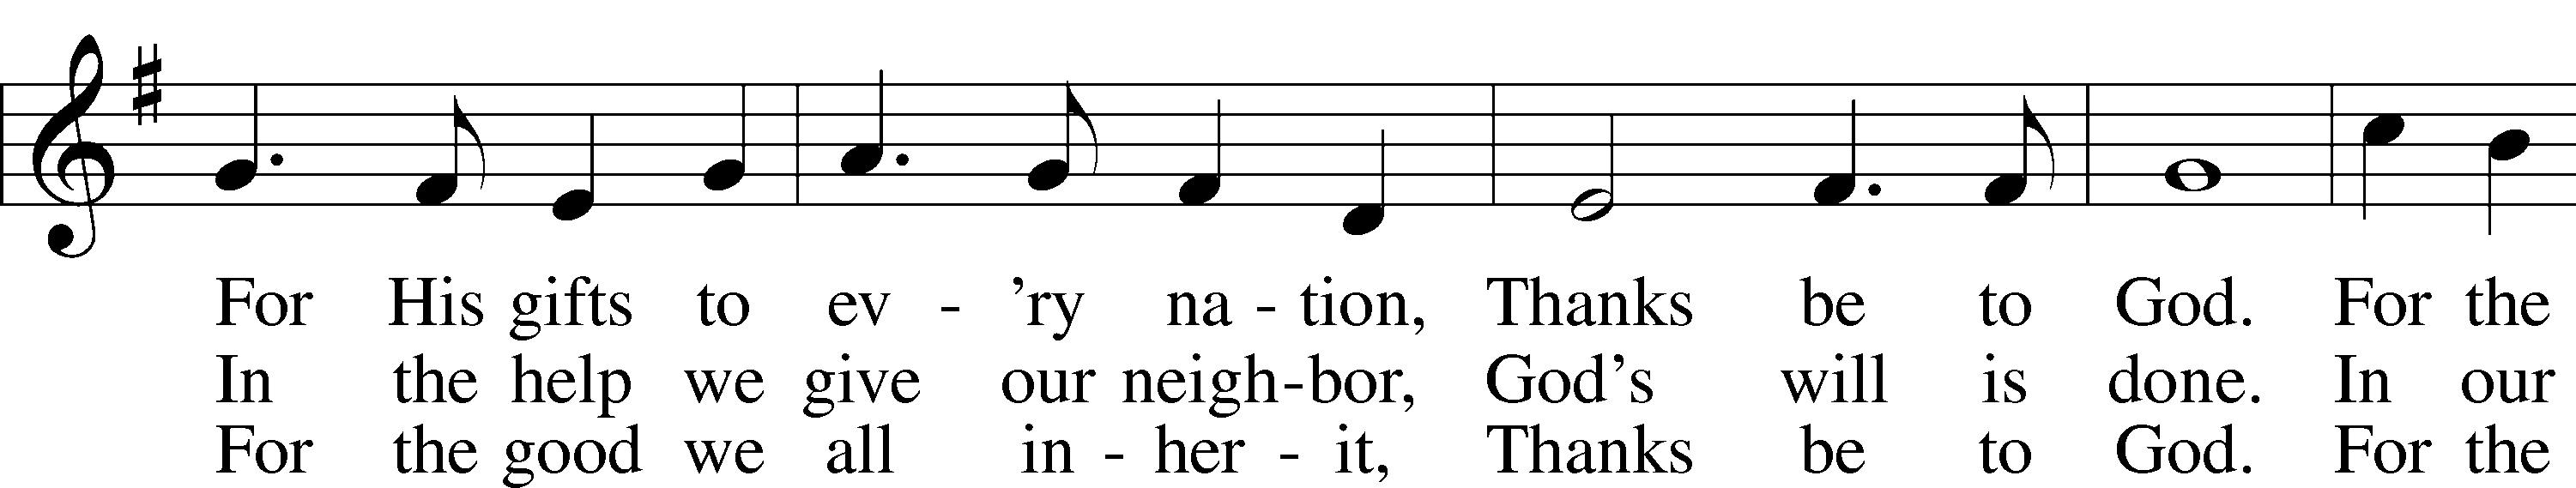 For His gifts to ev - 'ry na - tion, Thanks be to God. For the
In the help we give our neigh-bor, God's will is done. In our
For the good we all in - her - it, Thanks be to God. For the